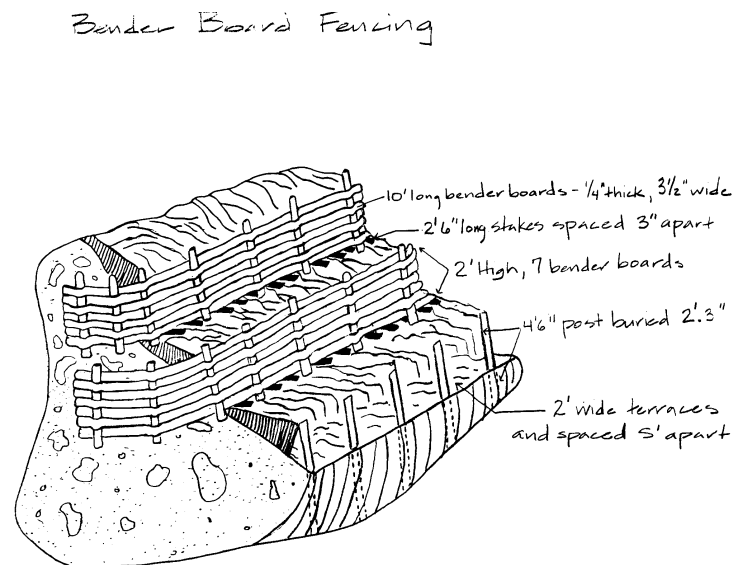 Bender Board Fencing
10' long bender boards - 1/4" thick, 3 1/2" wide
2'6" long stakes spaced 3" apart
2' High, 7 bender boards
4'6" post buried 2'.3"
2' wide terraces
and spaced 5' apart